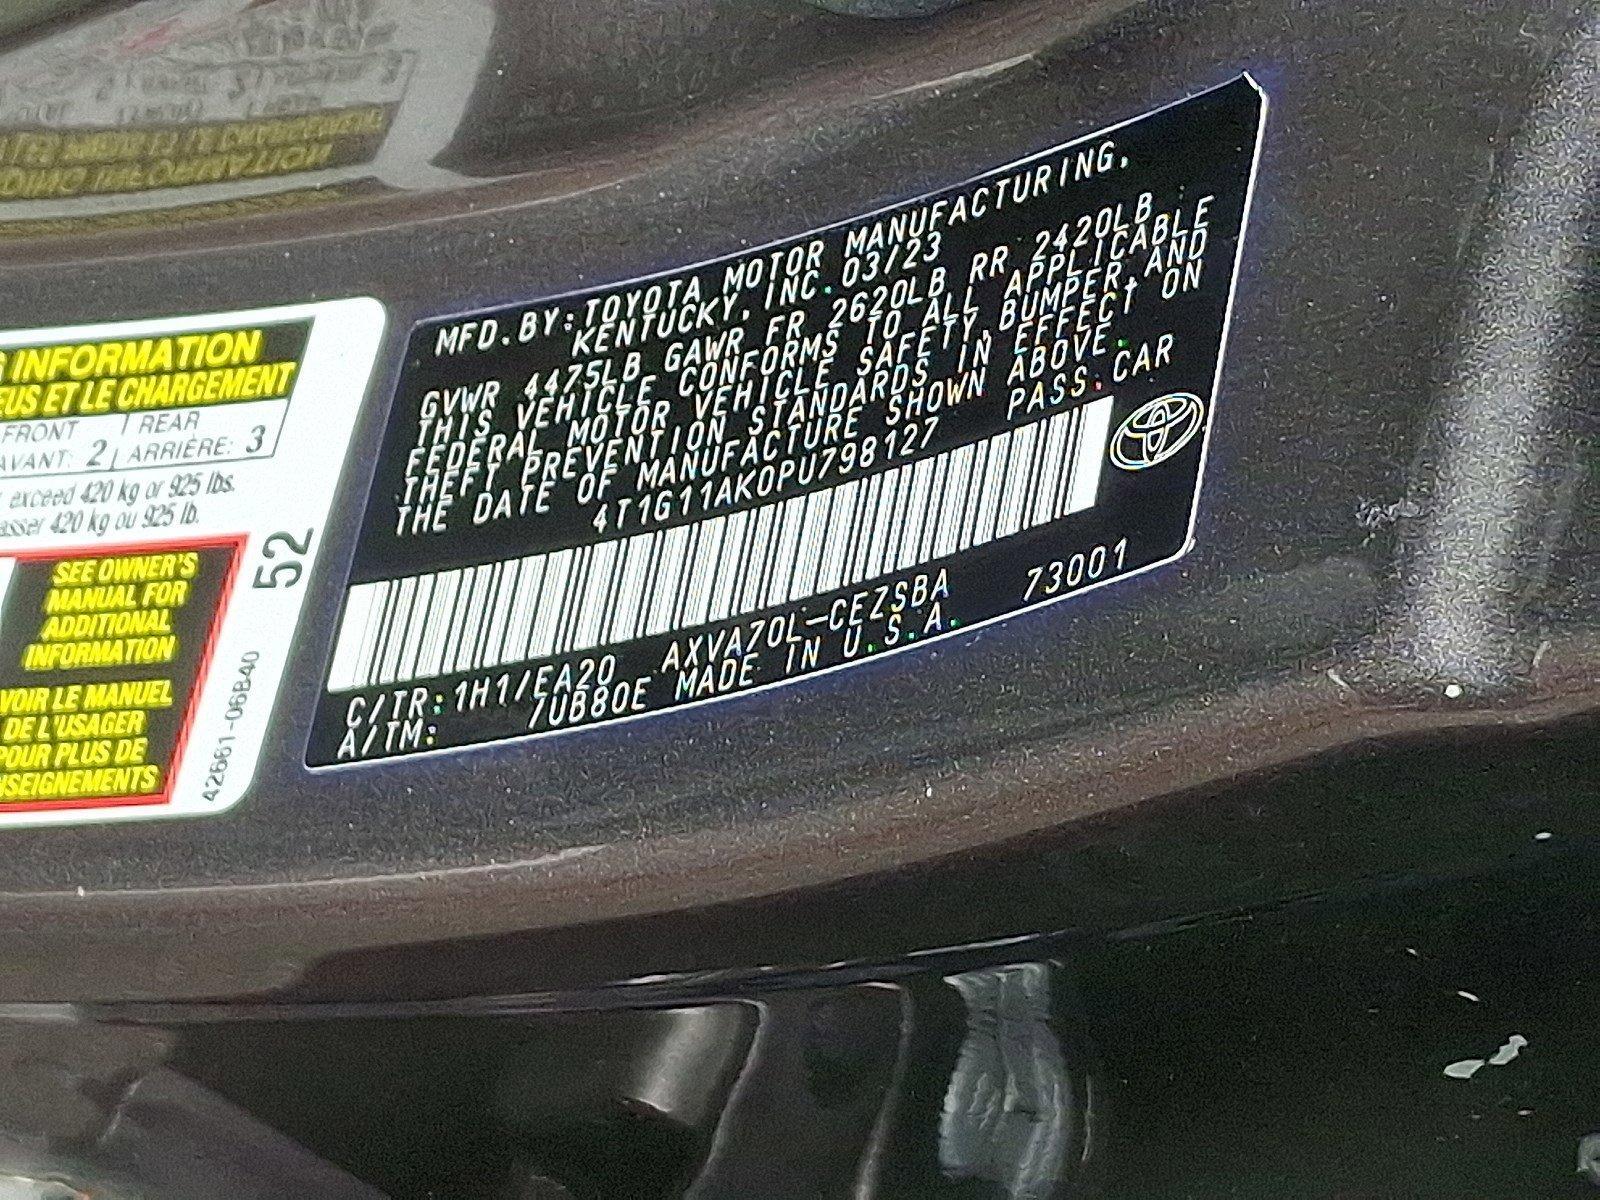 INFORMATION
EUS ET LE CHARGEMENT
FRONT
AVANT: 2
REAR
ARRIÈRE: 3
exceed 420 kg or 925 lbs.
asser 420 kg ou 925 lb.
SEE OWNER'S
MANUAL FOR
ADDITIONAL
INFORMATION
VOIR LE MANUEL
DE L'USAGER
POUR PLUS DE
NSEIGNEMENTS
52
42661-06B40
MFD. BY: TOYOTA MOTOR MANUFACTURING,
KENTUCKY, INC. 03/23
GVWR 4475LB GAWR FR 2620LB RR 2420LB
THIS VEHICLE CONFORMS TO ALL APPLICABLE
FEDERAL MOTOR VEHICLE SAFETY, BUMPER, AND
THEFT PREVENTION STANDARDS IN EFFECT ON
THE DATE OF MANUFACTURE SHOWN ABOVE.
4T1G11AK0PU798127 PASS. CAR
C/TR: 1H1/EA20 AXVA70L-CEZSBA 73001
A/TM: /UB80E MADE IN U.S.A.